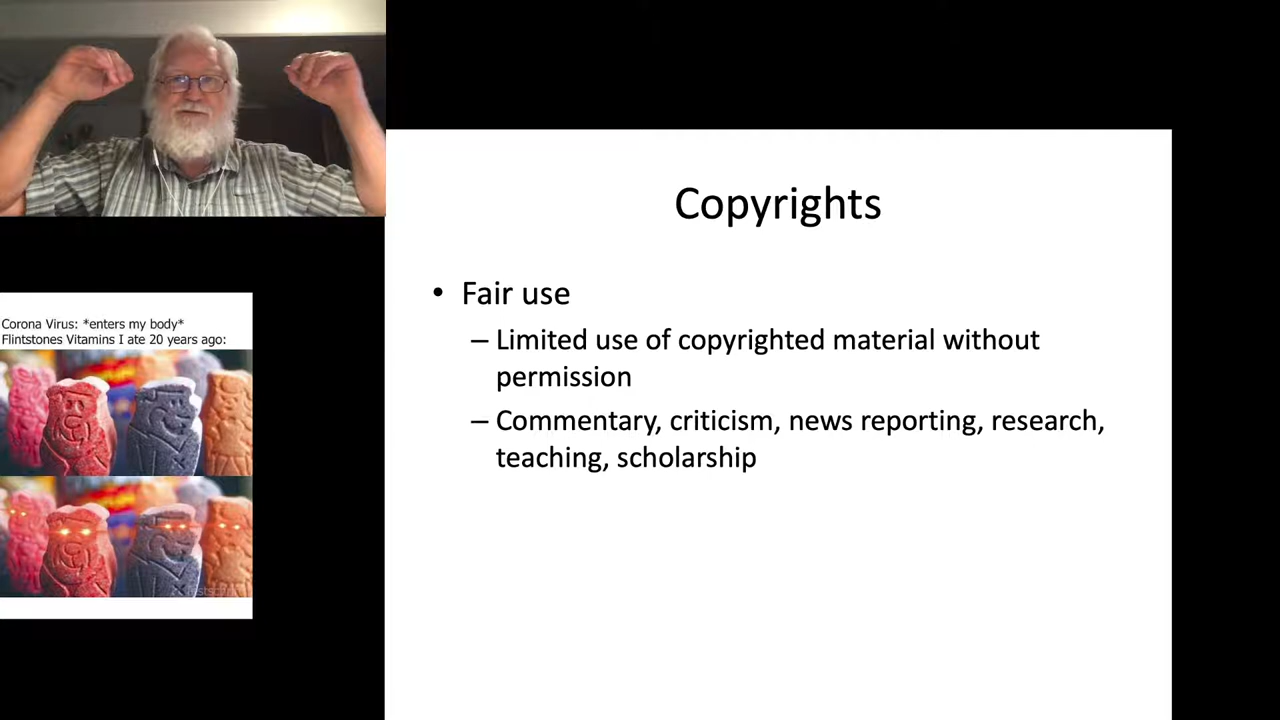 Copyrights
• Fair use
– Limited use of copyrighted material without
permission
– Commentary, criticism, news reporting, research,
teaching, scholarship
Corona Virus: *enters my body*
Flintstones Vitamins I ate 20 years ago: